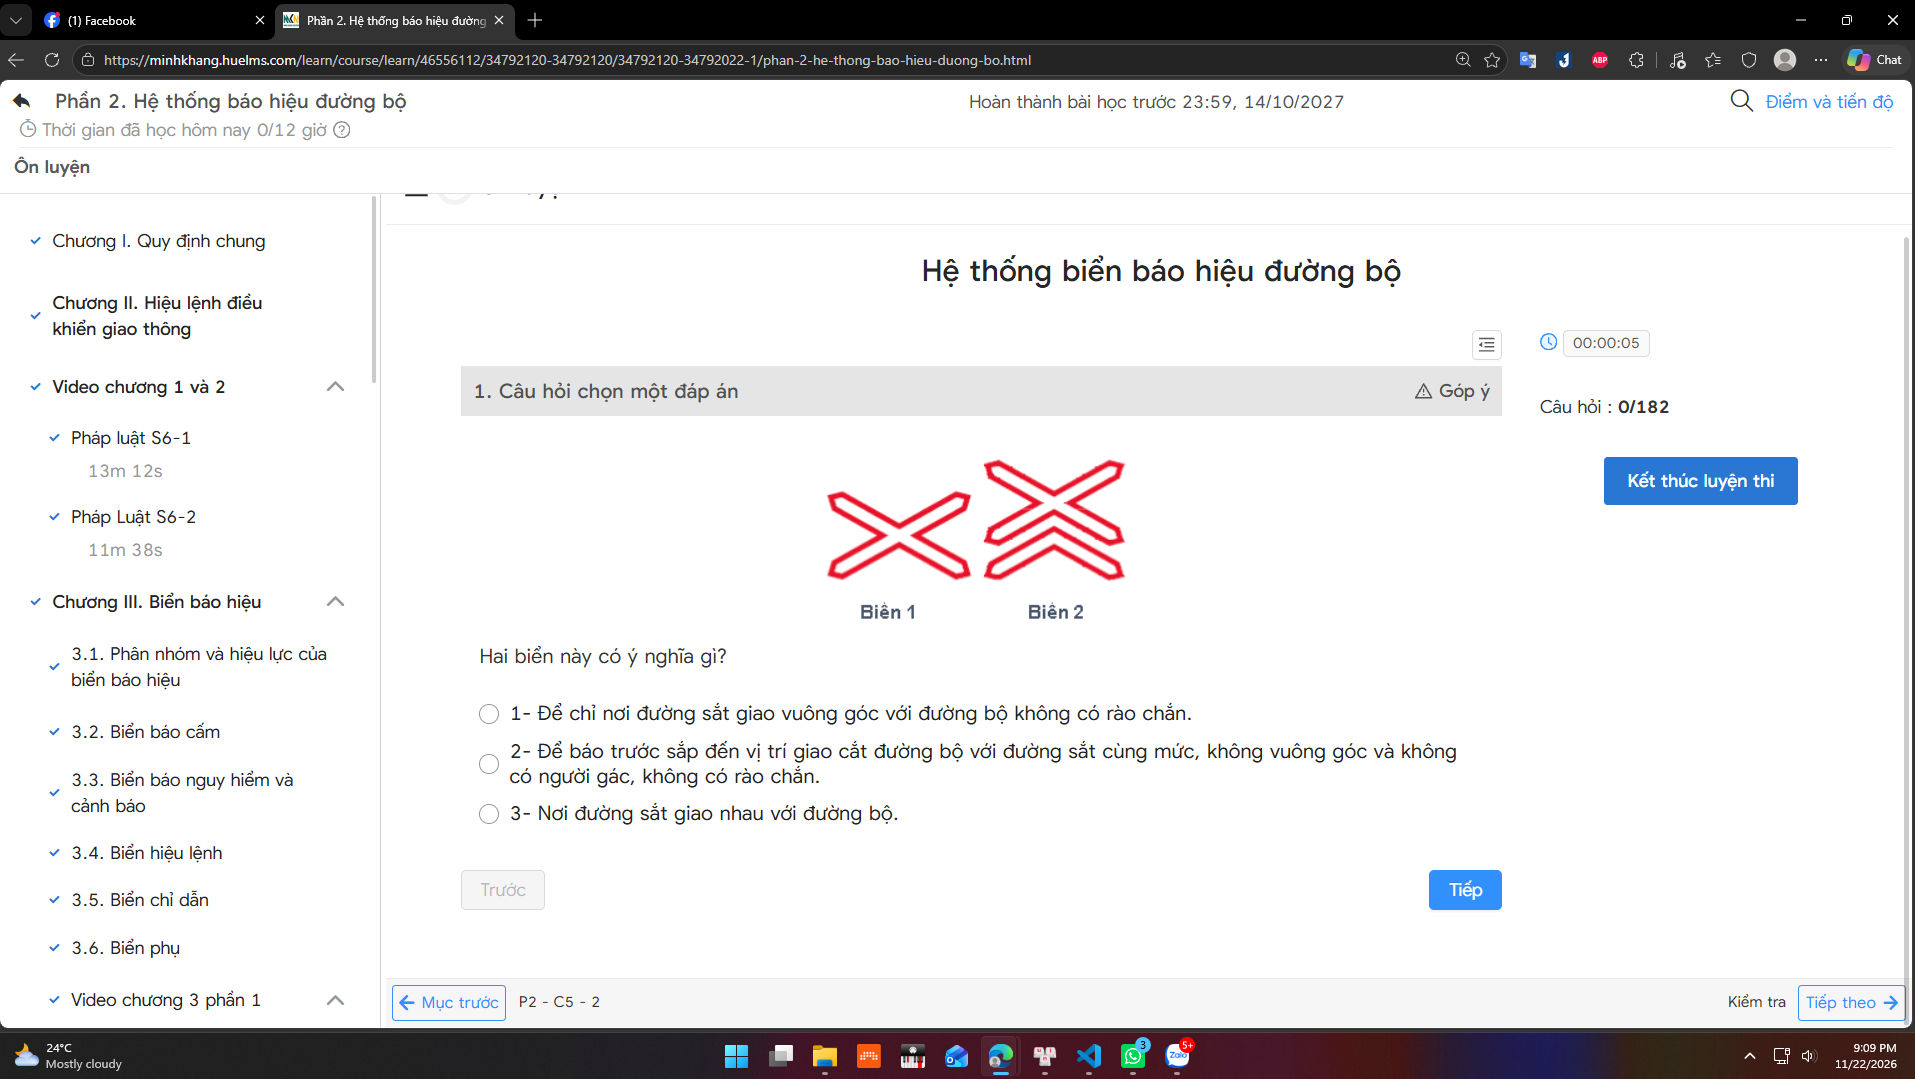 (1) Facebook
Phần 2. Hệ thống báo hiệu đường
https://minhkhang.huelms.com/learn/course/learn/46556112/34792120-34792120/34792120-34792022-1/phan-2-he-thong-bao-hieu-duong-bo.html
ABP
Chat
Phần 2. Hệ thống báo hiệu đường bộ
Hoàn thành bài học trước 23:59, 14/10/2027
Điểm và tiến độ
Thời gian đã học hôm nay 0/12 giờ
Ôn luyện
Chương I. Quy định chung
Chương II. Hiệu lệnh điều
khiển giao thông
Video chương 1 và 2
Pháp luật S6-1
13m 12s
Pháp Luật S6-2
11m 38s
Chương III. Biển báo hiệu
3.1. Phân nhóm và hiệu lực của
biển báo hiệu
3.2. Biển báo cấm
3.3. Biển báo nguy hiểm và
cảnh báo
3.4. Biển hiệu lệnh
3.5. Biển chỉ dẫn
3.6. Biển phụ
Video chương 3 phần 1
Hệ thống biển báo hiệu đường bộ
00:00:05
1. Câu hỏi chọn một đáp án
Góp ý
Câu hỏi : 0/182
Kết thúc luyện thi
Biển 1
Biển 2
Hai biển này có ý nghĩa gì?
1- Để chỉ nơi đường sắt giao vuông góc với đường bộ không có rào chắn.
2- Để báo trước sắp đến vị trí giao cắt đường bộ với đường sắt cùng mức, không vuông góc và không
có người gác, không có rào chắn.
3- Nơi đường sắt giao nhau với đường bộ.
Trước
Tiếp
Mục trước
P2 - C5 - 2
Kiểm tra
Tiếp theo
24°C
Mostly cloudy
3
Zalo
5+
9:09 PM
11/22/2026